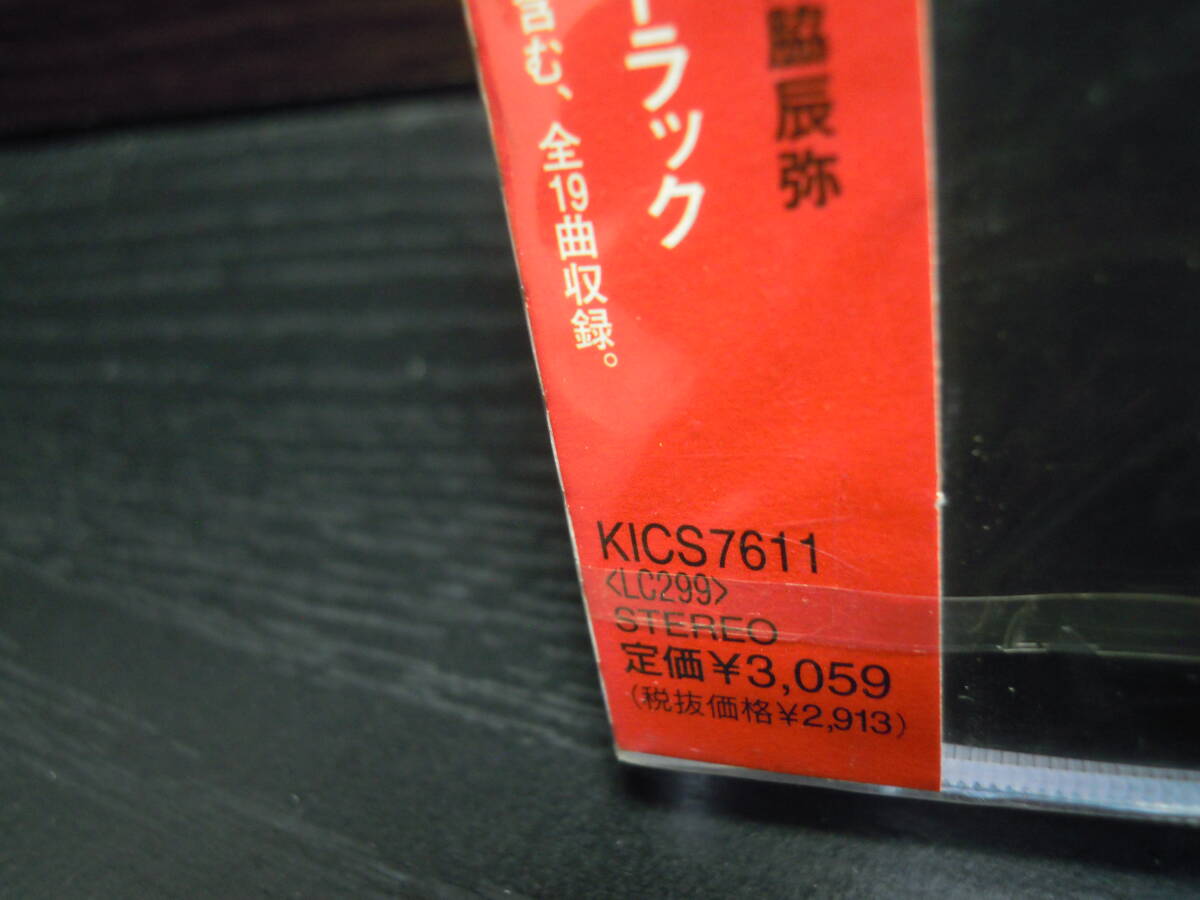 脇辰弥
ラック
含む、全19曲収録。
KICS7611
<LC299>
STEREO
定価¥3,059
(税抜価格¥2,913)